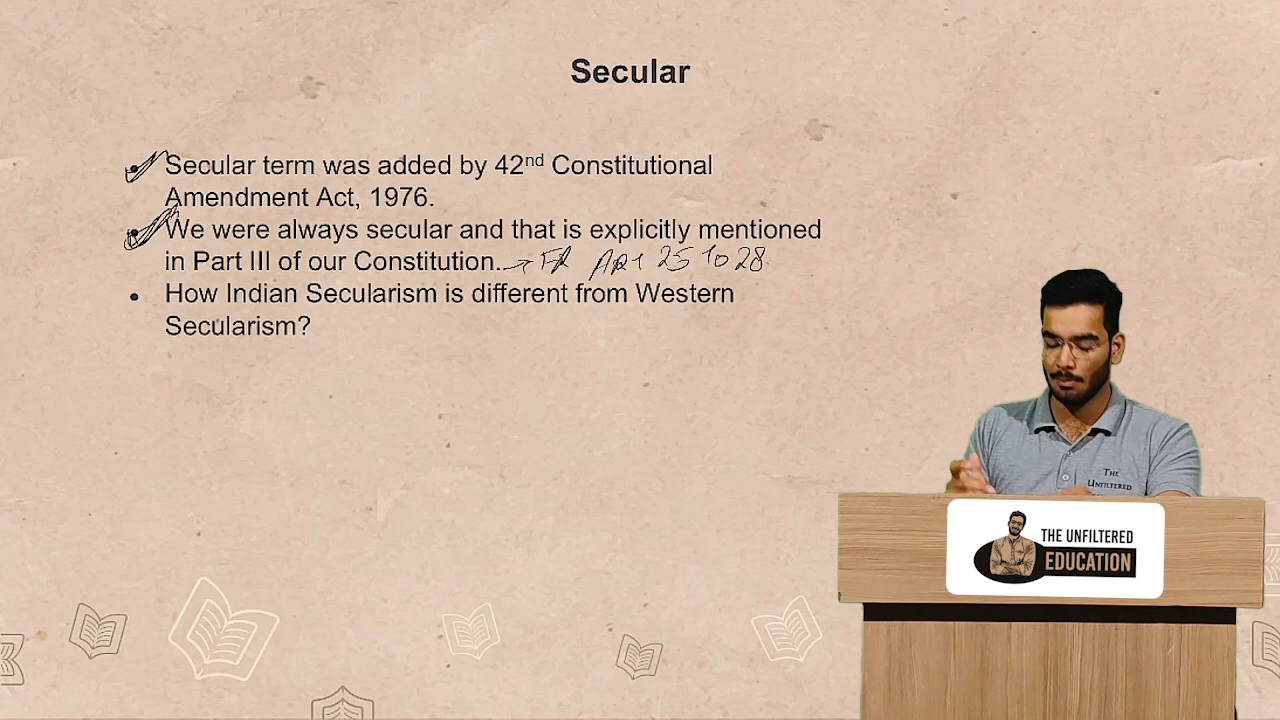 Secular
Secular term was added by 42nd Constitutional
Amendment Act, 1976.
We were always secular and that is explicitly mentioned
in Part III of our Constitution. → FR Art 25 to 28
• How Indian Secularism is different from Western
Secularism?
THE
UNFILTERED
THE UNFILTERED
EDUCATION